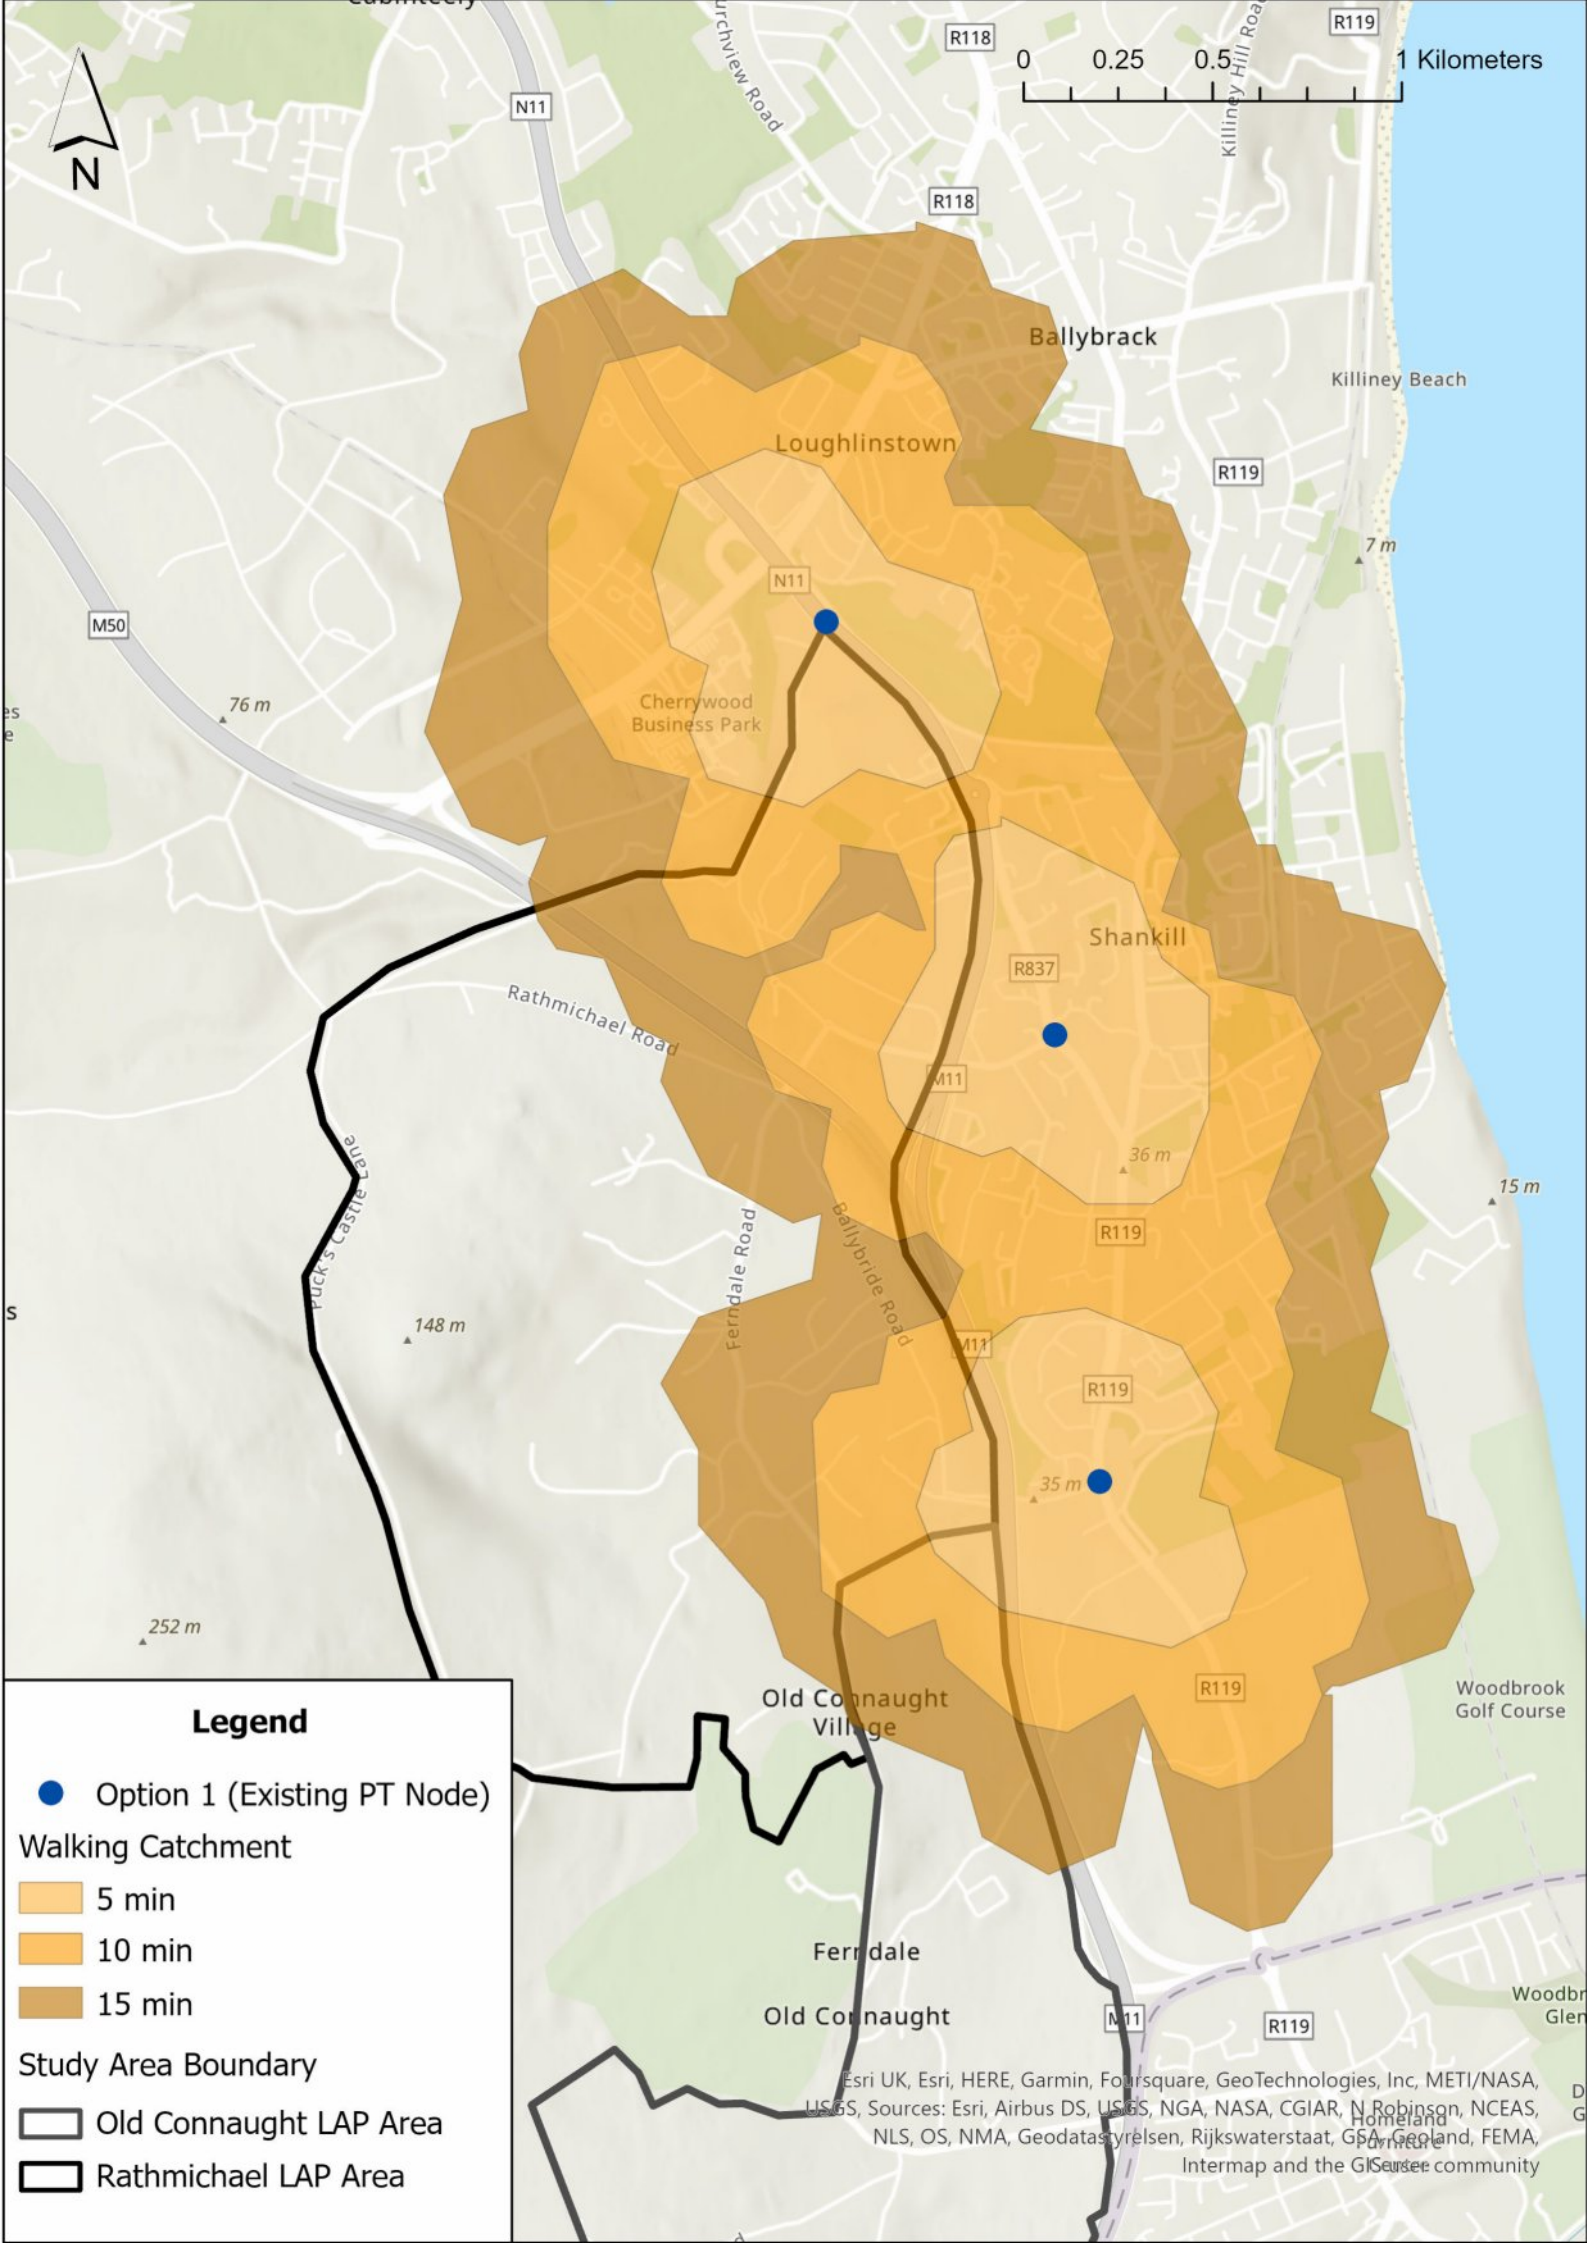 Cabinteely
R118
R119
0 0.25 0.5 1 Kilometers
N11
Killiney Hill Road
N
R118
Ballybrack
Killiney Beach
Loughlinstown
R119
7 m
N11
M50
76 m
Cherrywood
Business Park
Shankill
R837
Rathmichael Road
M11
Puck's Castle Lane
36 m
15 m
Ballybride Road
R119
Ferndale Road
s
148 m
M11
R119
35 m
252 m
R119
Old Connaught
Village
Woodbrook
Golf Course
Legend
Option 1 (Existing PT Node)
Walking Catchment
5 min
10 min
15 min
Study Area Boundary
Old Connaught LAP Area
Rathmichael LAP Area
Ferndale
Old Connaught
M11
R119
Glen
Esri UK, Esri, HERE, Garmin, Foursquare, GeoTechnologies, Inc, METI/NASA,
USGS, Sources: Esri, Airbus DS, USGS, NGA, NASA, CGIAR, N Robinson, NCEAS,
NLS, OS, NMA, Geodatastyrelsen, Rijkswaterstaat, GSA, Geoland, FEMA,
Intermap and the GIS user community
Homeland
Furniture